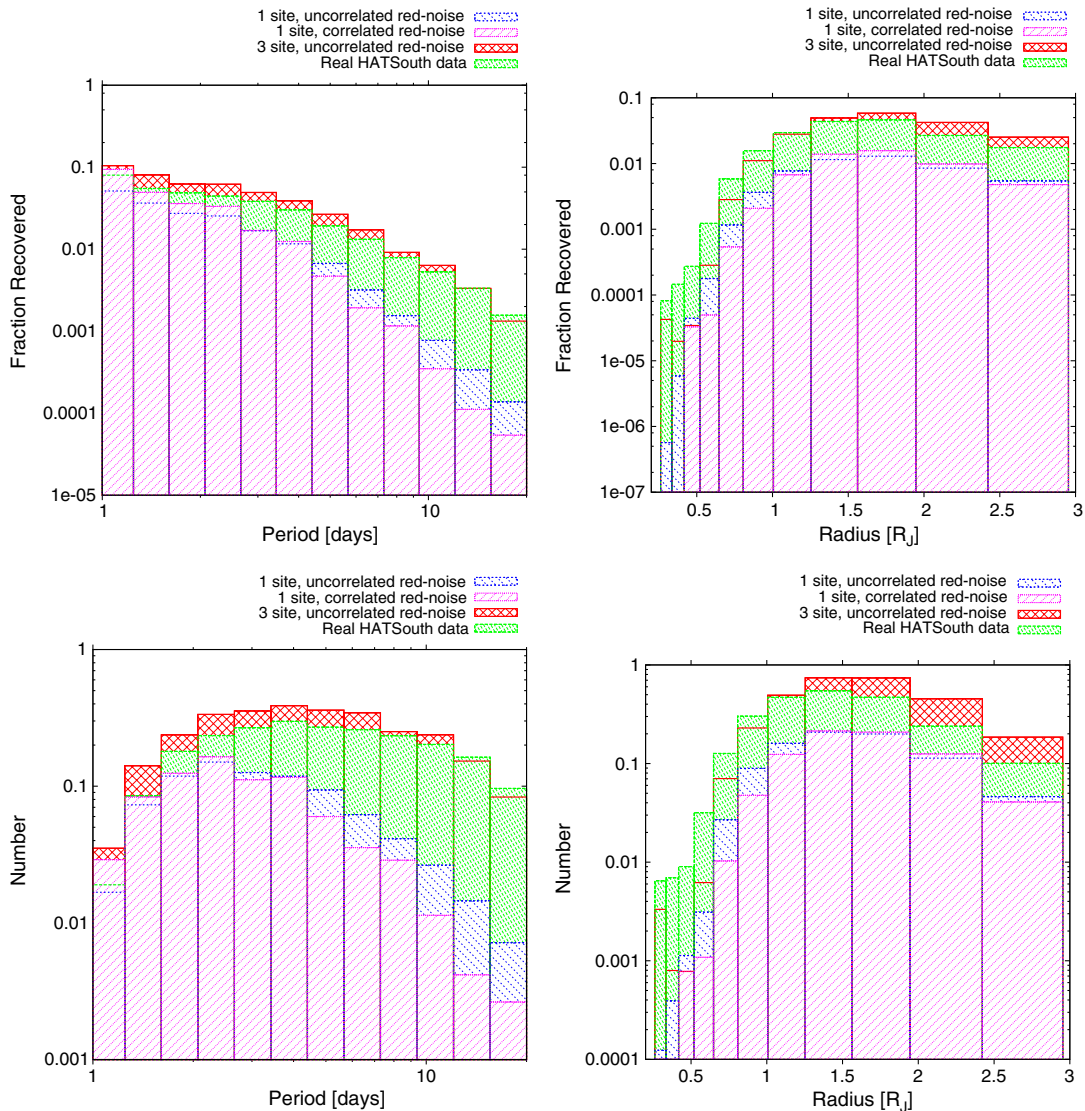 1 site, uncorrelated red-noise
1 site, correlated red-noise
3 site, uncorrelated red-noise
Real HATSouth data
1
0.1
0.01
0.001
0.0001
1e-05
Fraction Recovered
1
10
Period [days]
1 site, uncorrelated red-noise
1 site, correlated red-noise
3 site, uncorrelated red-noise
Real HATSouth data
0.1
0.01
0.001
0.0001
1e-05
1e-06
1e-07
Fraction Recovered
0.5
1
1.5
2
2.5
3
Radius [R_J]
1 site, uncorrelated red-noise
1 site, correlated red-noise
3 site, uncorrelated red-noise
Real HATSouth data
1
0.1
0.01
0.001
Number
1
10
Period [days]
1 site, uncorrelated red-noise
1 site, correlated red-noise
3 site, uncorrelated red-noise
Real HATSouth data
1
0.1
0.01
0.001
0.0001
Number
0.5
1
1.5
2
2.5
3
Radius [R_J]